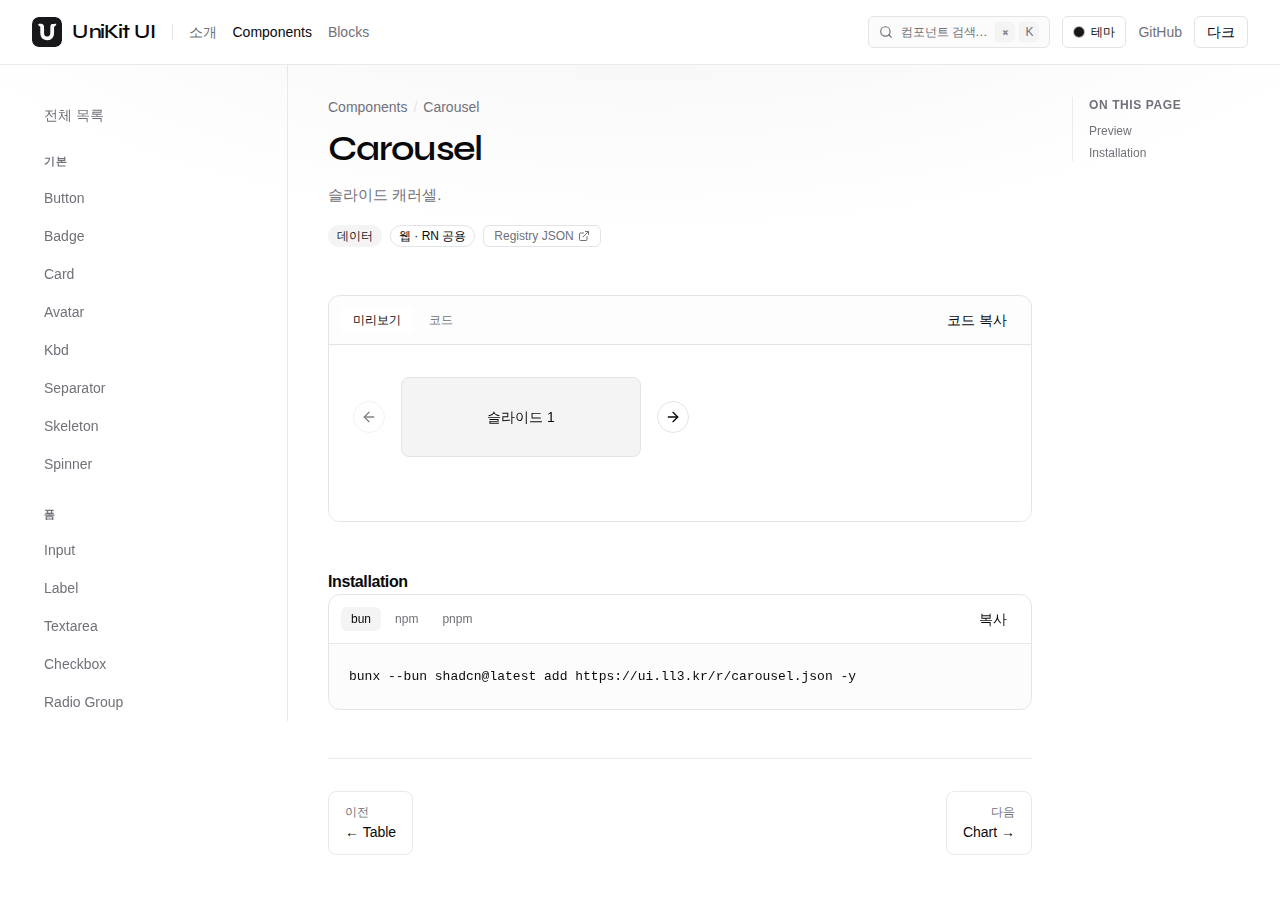 UniKit UI
소개
Components
Blocks
컴포넌트 검색…
⌘
K
테마
GitHub
다크
전체 목록
기본
Button
Badge
Card
Avatar
Kbd
Separator
Skeleton
Spinner
폼
Input
Label
Textarea
Checkbox
Radio Group
Components / Carousel
Carousel
슬라이드 캐러셀.
데이터
웹 · RN 공용
Registry JSON
미리보기
코드
코드 복사
슬라이드 1
Installation
bun
npm
pnpm
복사
bunx --bun shadcn@latest add https://ui.ll3.kr/r/carousel.json -y
이전
← Table
다음
Chart →
ON THIS PAGE
Preview
Installation